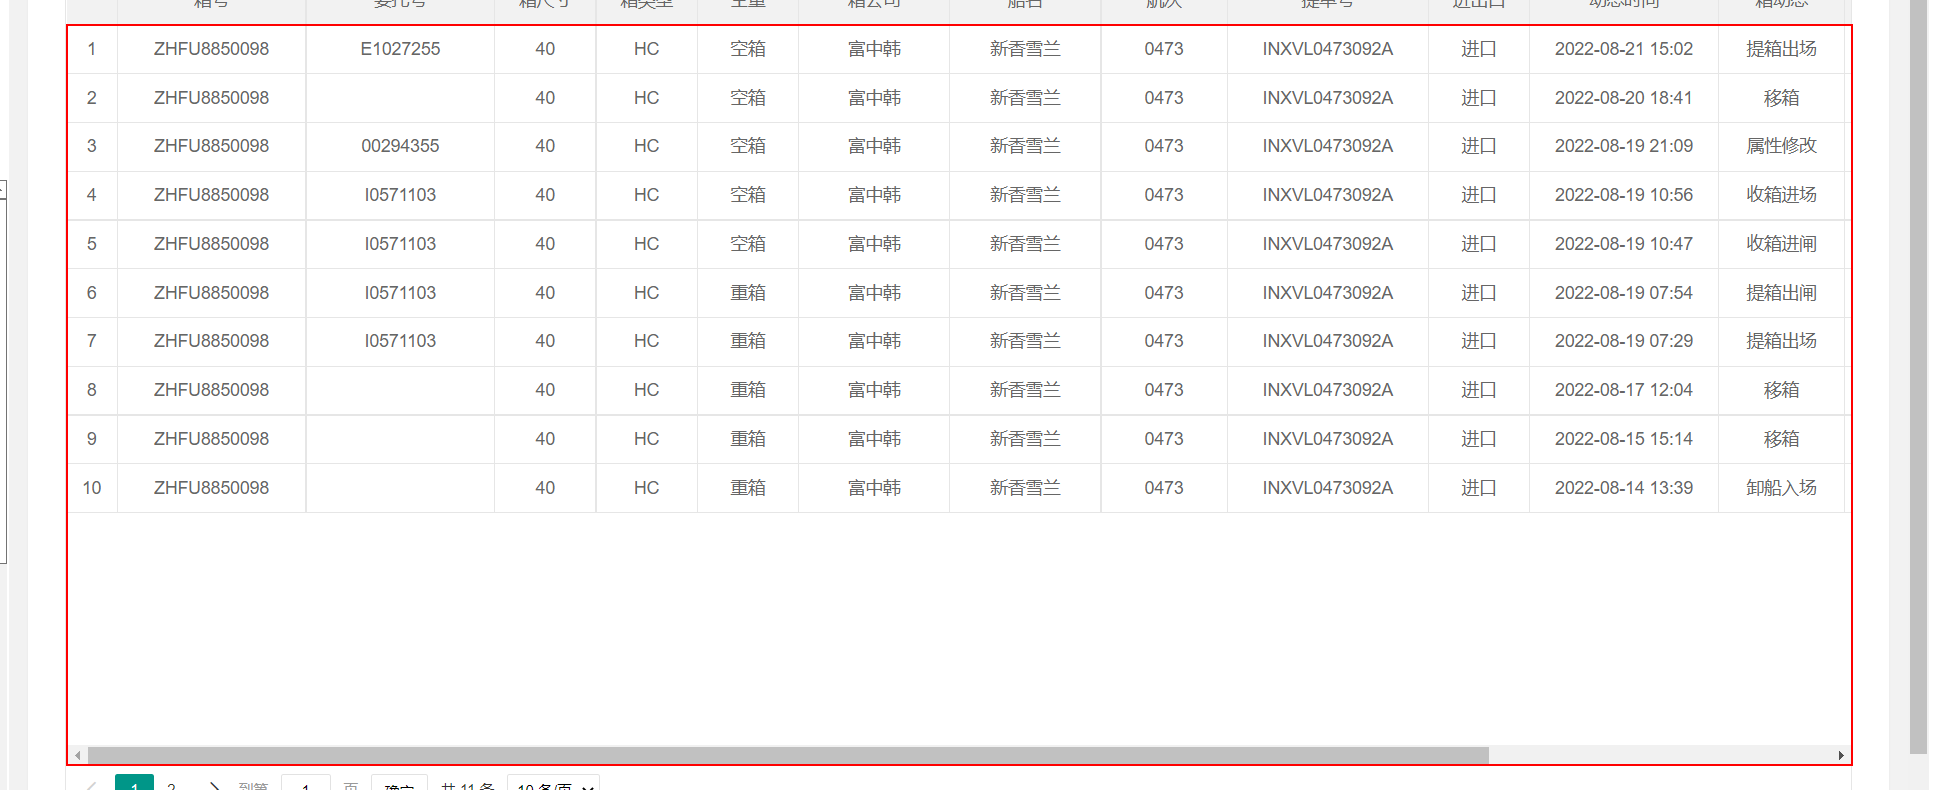 箱号 委托号 箱尺寸 箱类型 空重 箱公司 船名 航次 提单号 进出口 动态时间 箱动态
1 ZHFU8850098 E1027255 40 HC 空箱 富中韩 新香雪兰 0473 INXVL0473092A 进口 2022-08-21 15:02 提箱出场
2 ZHFU8850098 40 HC 空箱 富中韩 新香雪兰 0473 INXVL0473092A 进口 2022-08-20 18:41 移箱
3 ZHFU8850098 00294355 40 HC 空箱 富中韩 新香雪兰 0473 INXVL0473092A 进口 2022-08-19 21:09 属性修改
4 ZHFU8850098 I0571103 40 HC 空箱 富中韩 新香雪兰 0473 INXVL0473092A 进口 2022-08-19 10:56 收箱进场
5 ZHFU8850098 I0571103 40 HC 空箱 富中韩 新香雪兰 0473 INXVL0473092A 进口 2022-08-19 10:47 收箱进闸
6 ZHFU8850098 I0571103 40 HC 重箱 富中韩 新香雪兰 0473 INXVL0473092A 进口 2022-08-19 07:54 提箱出闸
7 ZHFU8850098 I0571103 40 HC 重箱 富中韩 新香雪兰 0473 INXVL0473092A 进口 2022-08-19 07:29 提箱出场
8 ZHFU8850098 40 HC 重箱 富中韩 新香雪兰 0473 INXVL0473092A 进口 2022-08-17 12:04 移箱
9 ZHFU8850098 40 HC 重箱 富中韩 新香雪兰 0473 INXVL0473092A 进口 2022-08-15 15:14 移箱
10 ZHFU8850098 40 HC 重箱 富中韩 新香雪兰 0473 INXVL0473092A 进口 2022-08-14 13:39 卸船入场
1 2 到第 1 页 确定 共 11 条 10 条/页